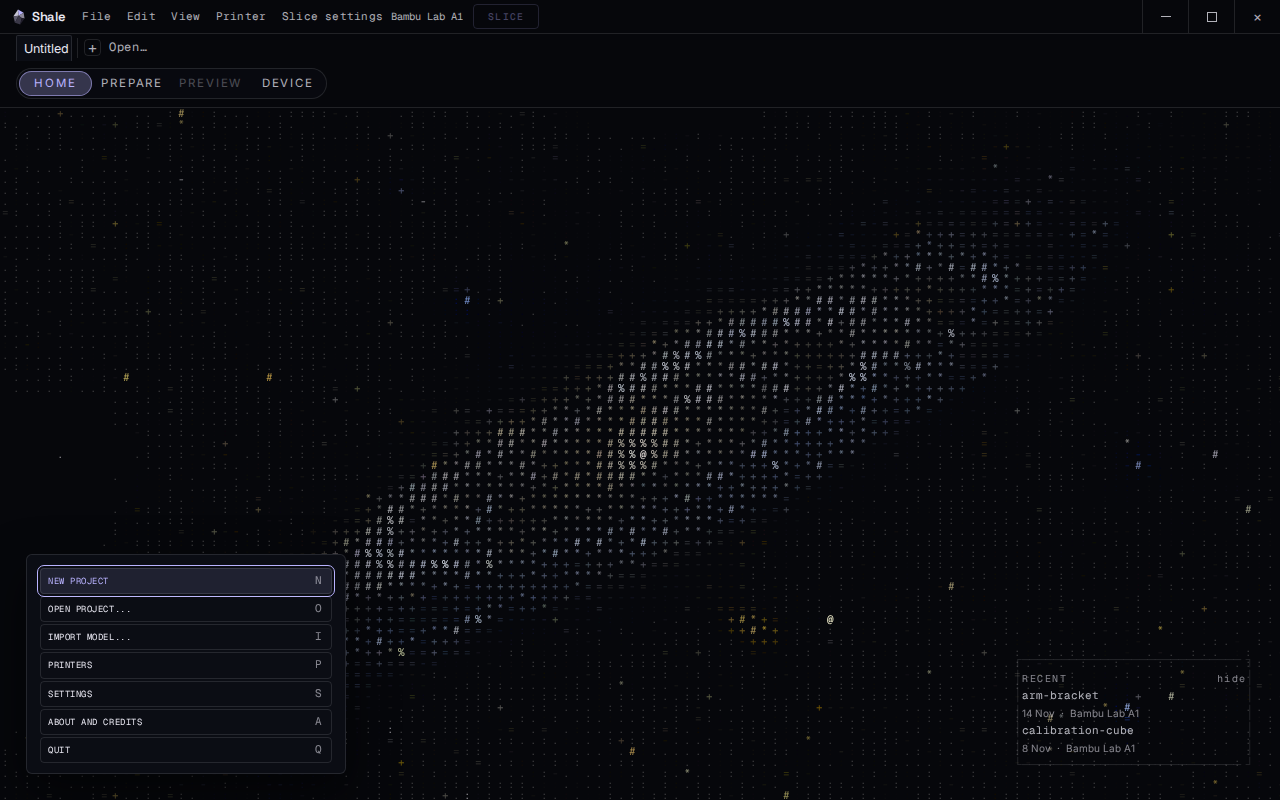 Shale File Edit View Printer Slice settings Bambu Lab A1 SLICE
Untitled + Open…
HOME PREPARE PREVIEW DEVICE
NEW PROJECT N
OPEN PROJECT... O
IMPORT MODEL... I
PRINTERS P
SETTINGS S
ABOUT AND CREDITS A
QUIT Q
RECENT hide
arm-bracket
14 Nov · Bambu Lab A1
calibration-cube
8 Nov · Bambu Lab A1